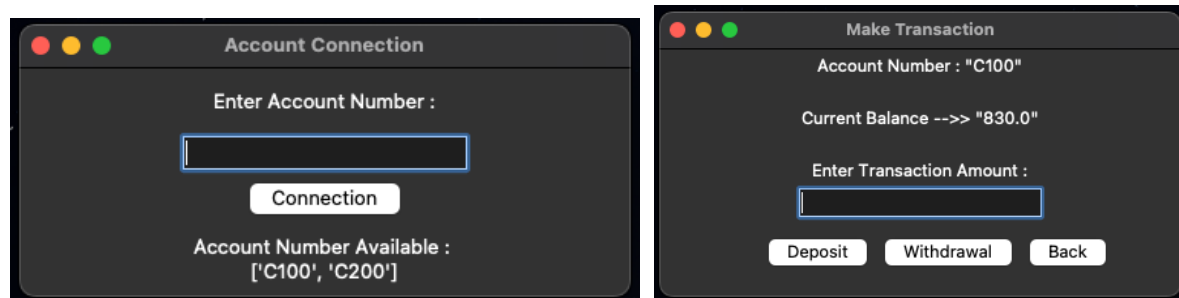 Account Connection
Enter Account Number :
Connection
Account Number Available :
['C100', 'C200']
Make Transaction
Account Number : "C100"
Current Balance -->> "830.0"
Enter Transaction Amount :
Deposit Withdrawal Back